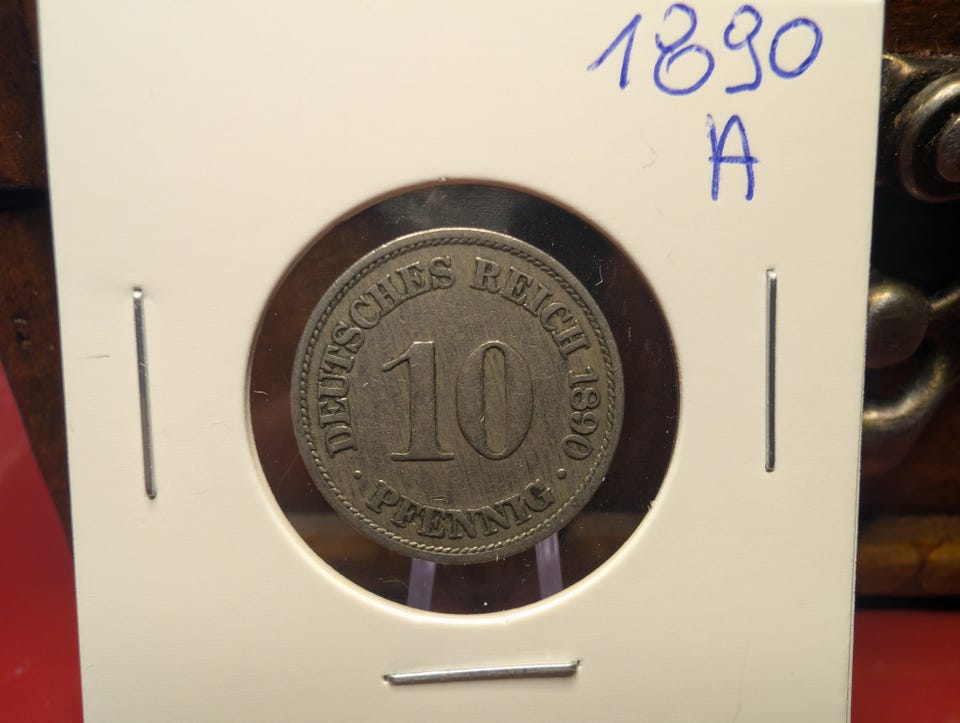 1890
A
DEUTSCHES REICH 1890
10
· PFENNIG ·